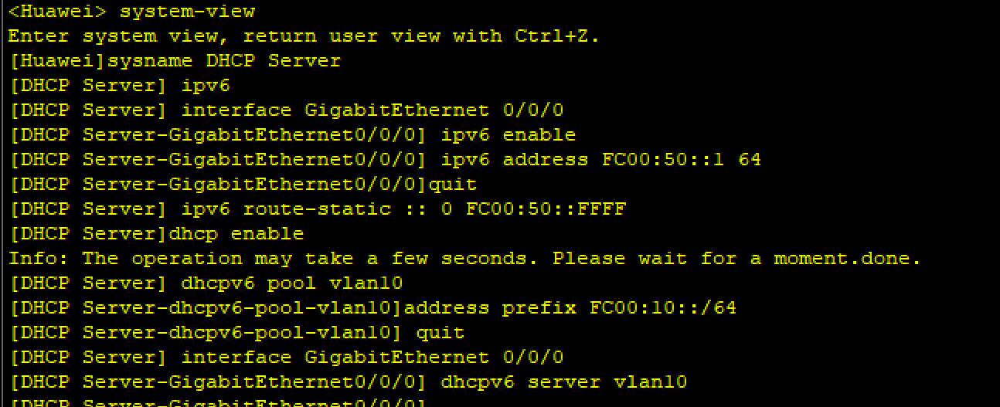 <Huawei> system-view
Enter system view, return user view with Ctrl+Z.
[Huawei]sysname DHCP Server
[DHCP Server] ipv6
[DHCP Server] interface GigabitEthernet 0/0/0
[DHCP Server-GigabitEthernet0/0/0] ipv6 enable
[DHCP Server-GigabitEthernet0/0/0] ipv6 address FC00:50::1 64
[DHCP Server-GigabitEthernet0/0/0]quit
[DHCP Server] ipv6 route-static :: 0 FC00:50::FFFF
[DHCP Server]dhcp enable
Info: The operation may take a few seconds. Please wait for a moment.done.
[DHCP Server] dhcpv6 pool vlan10
[DHCP Server-dhcpv6-pool-vlan10]address prefix FC00:10::/64
[DHCP Server-dhcpv6-pool-vlan10] quit
[DHCP Server] interface GigabitEthernet 0/0/0
[DHCP Server-GigabitEthernet0/0/0] dhcpv6 server vlan10
[DHCP Server-GigabitEthernet0/0/0]